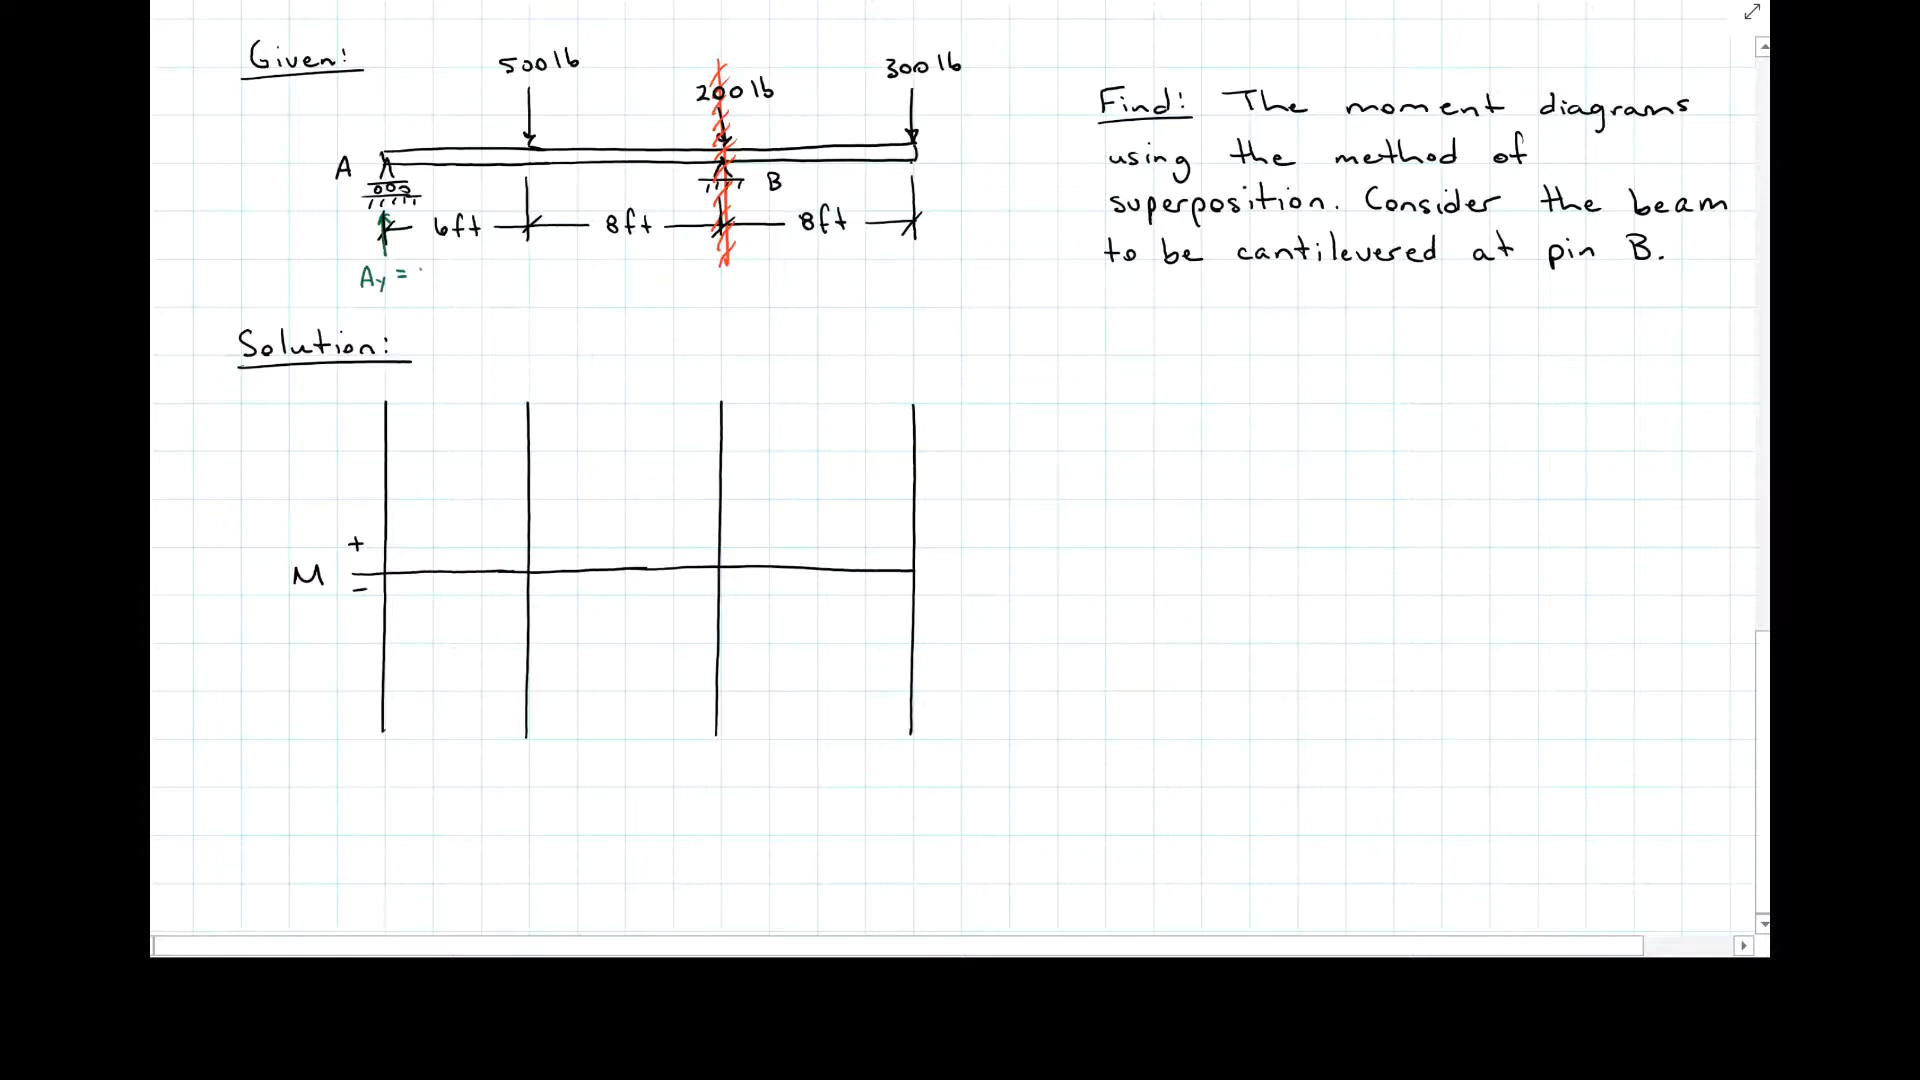 Given:
500 lb
200 lb
300 lb
Find: The moment diagrams
using the method of
superposition. Consider the beam
to be cantilevered at pin B.
A
B
6ft
8ft
8ft
Ay =
Solution:
+
M
-